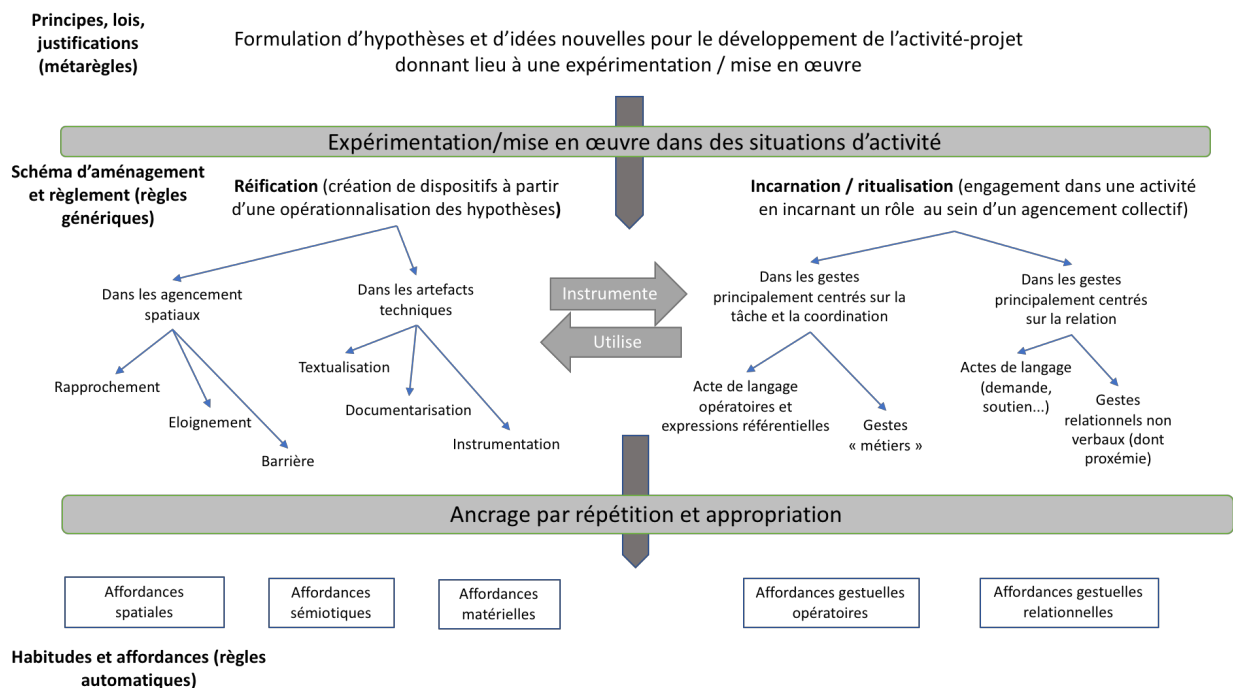 Principes, lois,
justifications
(métarègles)
Formulation d’hypothèses et d’idées nouvelles pour le développement de l’activité-projet
donnant lieu à une expérimentation / mise en œuvre
Expérimentation/mise en œuvre dans des situations d’activité
Schéma d’aménagement
et règlement (règles
génériques)
Réification (création de dispositifs à partir
d’une opérationnalisation des hypothèses)
Incarnation / ritualisation (engagement dans une activité
en incarnant un rôle au sein d’un agencement collectif)
Dans les agencement
spatiaux
Dans les artefacts
techniques
Instrumente
Utilise
Dans les gestes
principalement centrés sur la
tâche et la coordination
Dans les gestes
principalement centrés
sur la relation
Rapprochement
Eloignement
Barrière
Textualisation
Documentarisation
Instrumentation
Acte de langage
opératoires et
expressions référentielles
Gestes
« métiers »
Actes de langage
(demande,
soutien...)
Gestes
relationnels non
verbaux (dont
proxémie)
Ancrage par répétition et appropriation
Affordances
spatiales
Affordances
sémiotiques
Affordances
matérielles
Affordances gestuelles
opératoires
Affordances gestuelles
relationnelles
Habitudes et affordances (règles
automatiques)